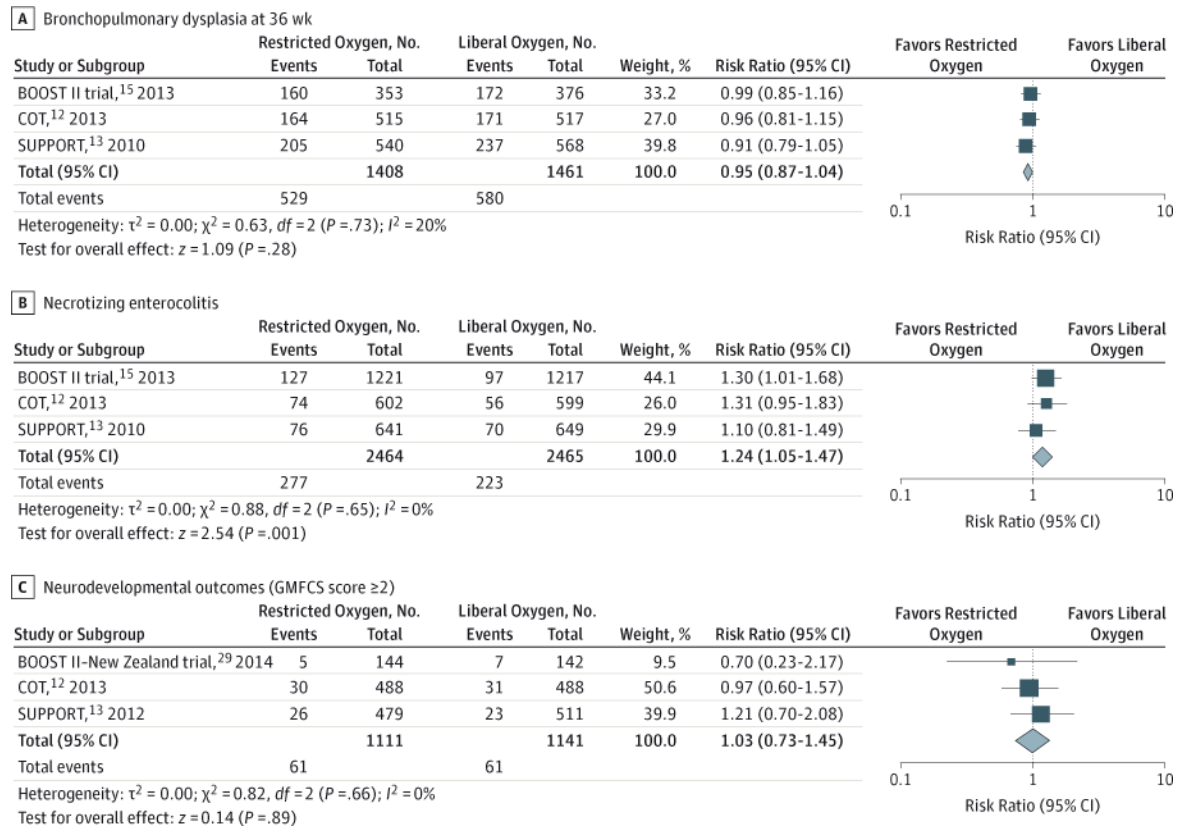 A Bronchopulmonary dysplasia at 36 wk
Restricted Oxygen, No. Liberal Oxygen, No. Favors Restricted Oxygen Favors Liberal Oxygen
Study or Subgroup Events Total Events Total Weight, % Risk Ratio (95% CI)
BOOST II trial,15 2013 160 353 172 376 33.2 0.99 (0.85-1.16)
COT,12 2013 164 515 171 517 27.0 0.96 (0.81-1.15)
SUPPORT,13 2010 205 540 237 568 39.8 0.91 (0.79-1.05)
Total (95% CI) 1408 1461 100.0 0.95 (0.87-1.04)
Total events 529 580
0.1 1 10
Heterogeneity: τ2 = 0.00; χ2 = 0.63, df = 2 (P = .73); I2 = 20%
Risk Ratio (95% CI)
Test for overall effect: z = 1.09 (P = .28)
B Necrotizing enterocolitis
Restricted Oxygen, No. Liberal Oxygen, No. Favors Restricted Oxygen Favors Liberal Oxygen
Study or Subgroup Events Total Events Total Weight, % Risk Ratio (95% CI)
BOOST II trial,15 2013 127 1221 97 1217 44.1 1.30 (1.01-1.68)
COT,12 2013 74 602 56 599 26.0 1.31 (0.95-1.83)
SUPPORT,13 2010 76 641 70 649 29.9 1.10 (0.81-1.49)
Total (95% CI) 2464 2465 100.0 1.24 (1.05-1.47)
Total events 277 223
0.1 1 10
Heterogeneity: τ2 = 0.00; χ2 = 0.88, df = 2 (P = .65); I2 = 0%
Risk Ratio (95% CI)
Test for overall effect: z = 2.54 (P = .001)
C Neurodevelopmental outcomes (GMFCS score ≥2)
Restricted Oxygen, No. Liberal Oxygen, No. Favors Restricted Oxygen Favors Liberal Oxygen
Study or Subgroup Events Total Events Total Weight, % Risk Ratio (95% CI)
BOOST II-New Zealand trial,29 2014 5 144 7 142 9.5 0.70 (0.23-2.17)
COT,12 2013 30 488 31 488 50.6 0.97 (0.60-1.57)
SUPPORT,13 2012 26 479 23 511 39.9 1.21 (0.70-2.08)
Total (95% CI) 1111 1141 100.0 1.03 (0.73-1.45)
Total events 61 61
0.1 1 10
Heterogeneity: τ2 = 0.00; χ2 = 0.82, df = 2 (P = .66); I2 = 0%
Risk Ratio (95% CI)
Test for overall effect: z = 0.14 (P = .89)